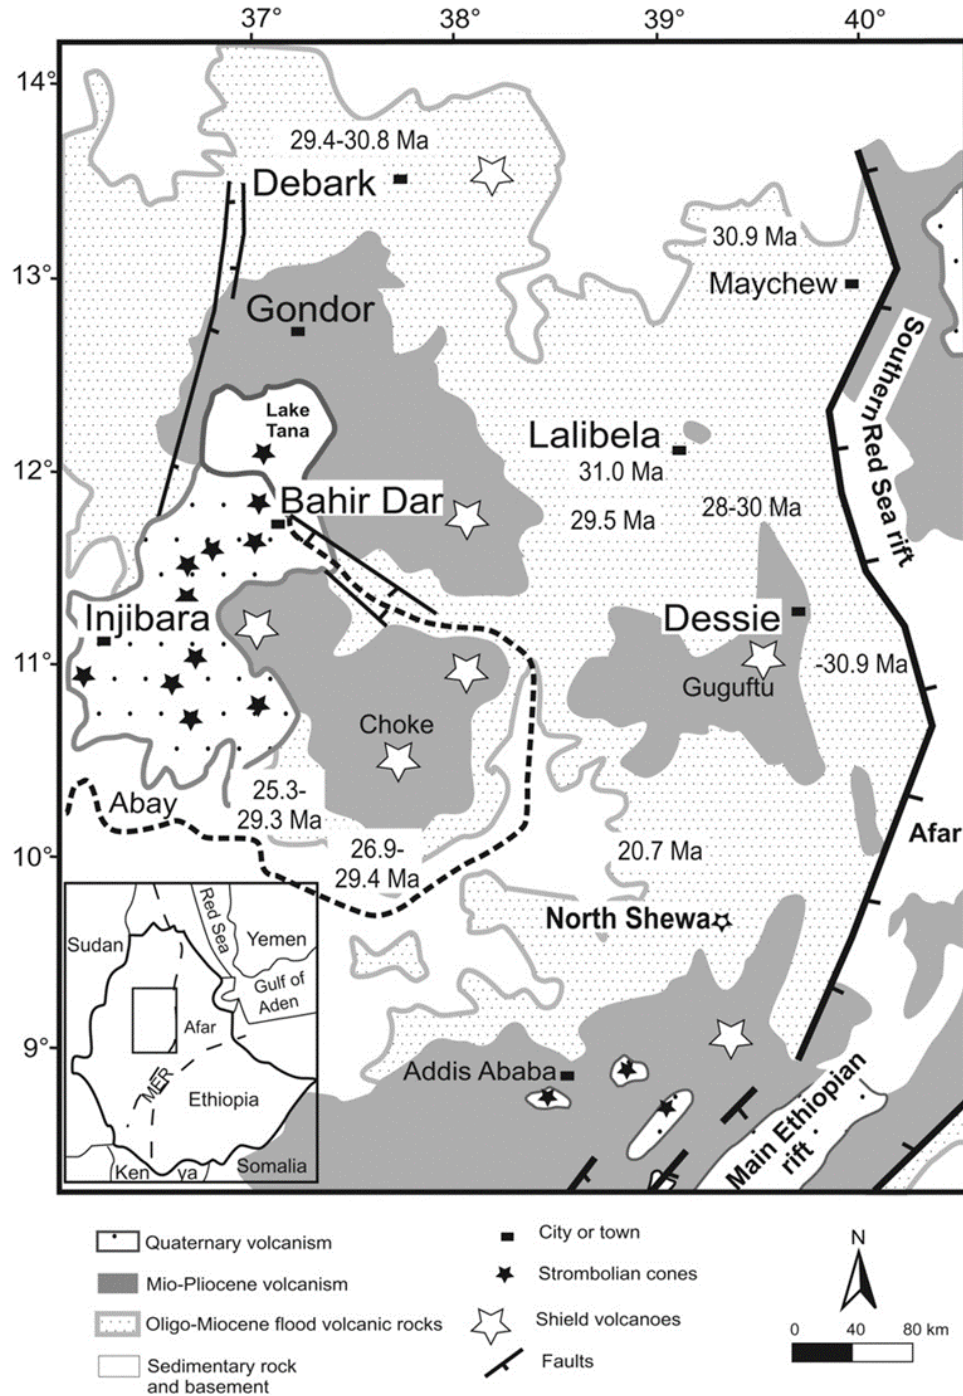 37° 38° 39° 40°
14°
13°
12°
11°
10°
9°
29.4-30.8 Ma
Debark
30.9 Ma
Maychew
Gondor
Southern Red Sea rift
Lake
Tana
Lalibela
31.0 Ma
Bahir Dar
29.5 Ma
28-30 Ma
Injibara
Dessie
-30.9 Ma
Guguftu
Choke
Abay
25.3-
29.3 Ma
26.9-
29.4 Ma
20.7 Ma
Afar
North Shewa
Addis Ababa
Main Ethiopian
rift
Sudan
Red Sea
Yemen
Gulf of
Aden
Afar
MER
Ethiopia
Ken ya
Somalia
Quaternary volcanism
Mio-Pliocene volcanism
Oligo-Miocene flood volcanic rocks
Sedimentary rock
and basement
City or town
Strombolian cones
Shield volcanoes
Faults
N
0 40 80 km